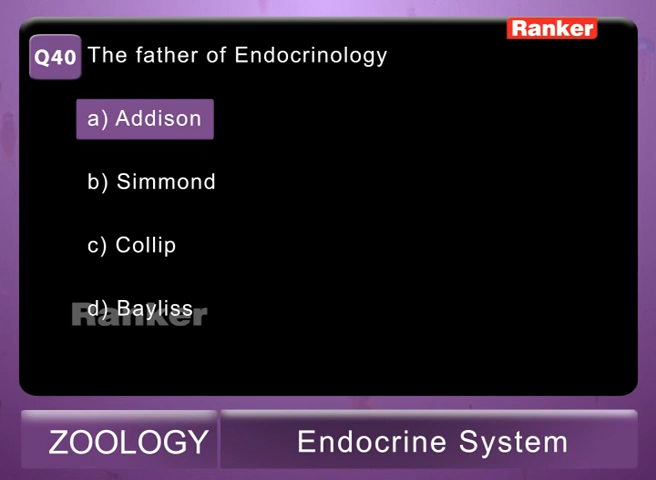 Ranker
Q40 The father of Endocrinology
a) Addison
b) Simmond
c) Collip
d) Bayliss
Ranker
ZOOLOGY Endocrine System